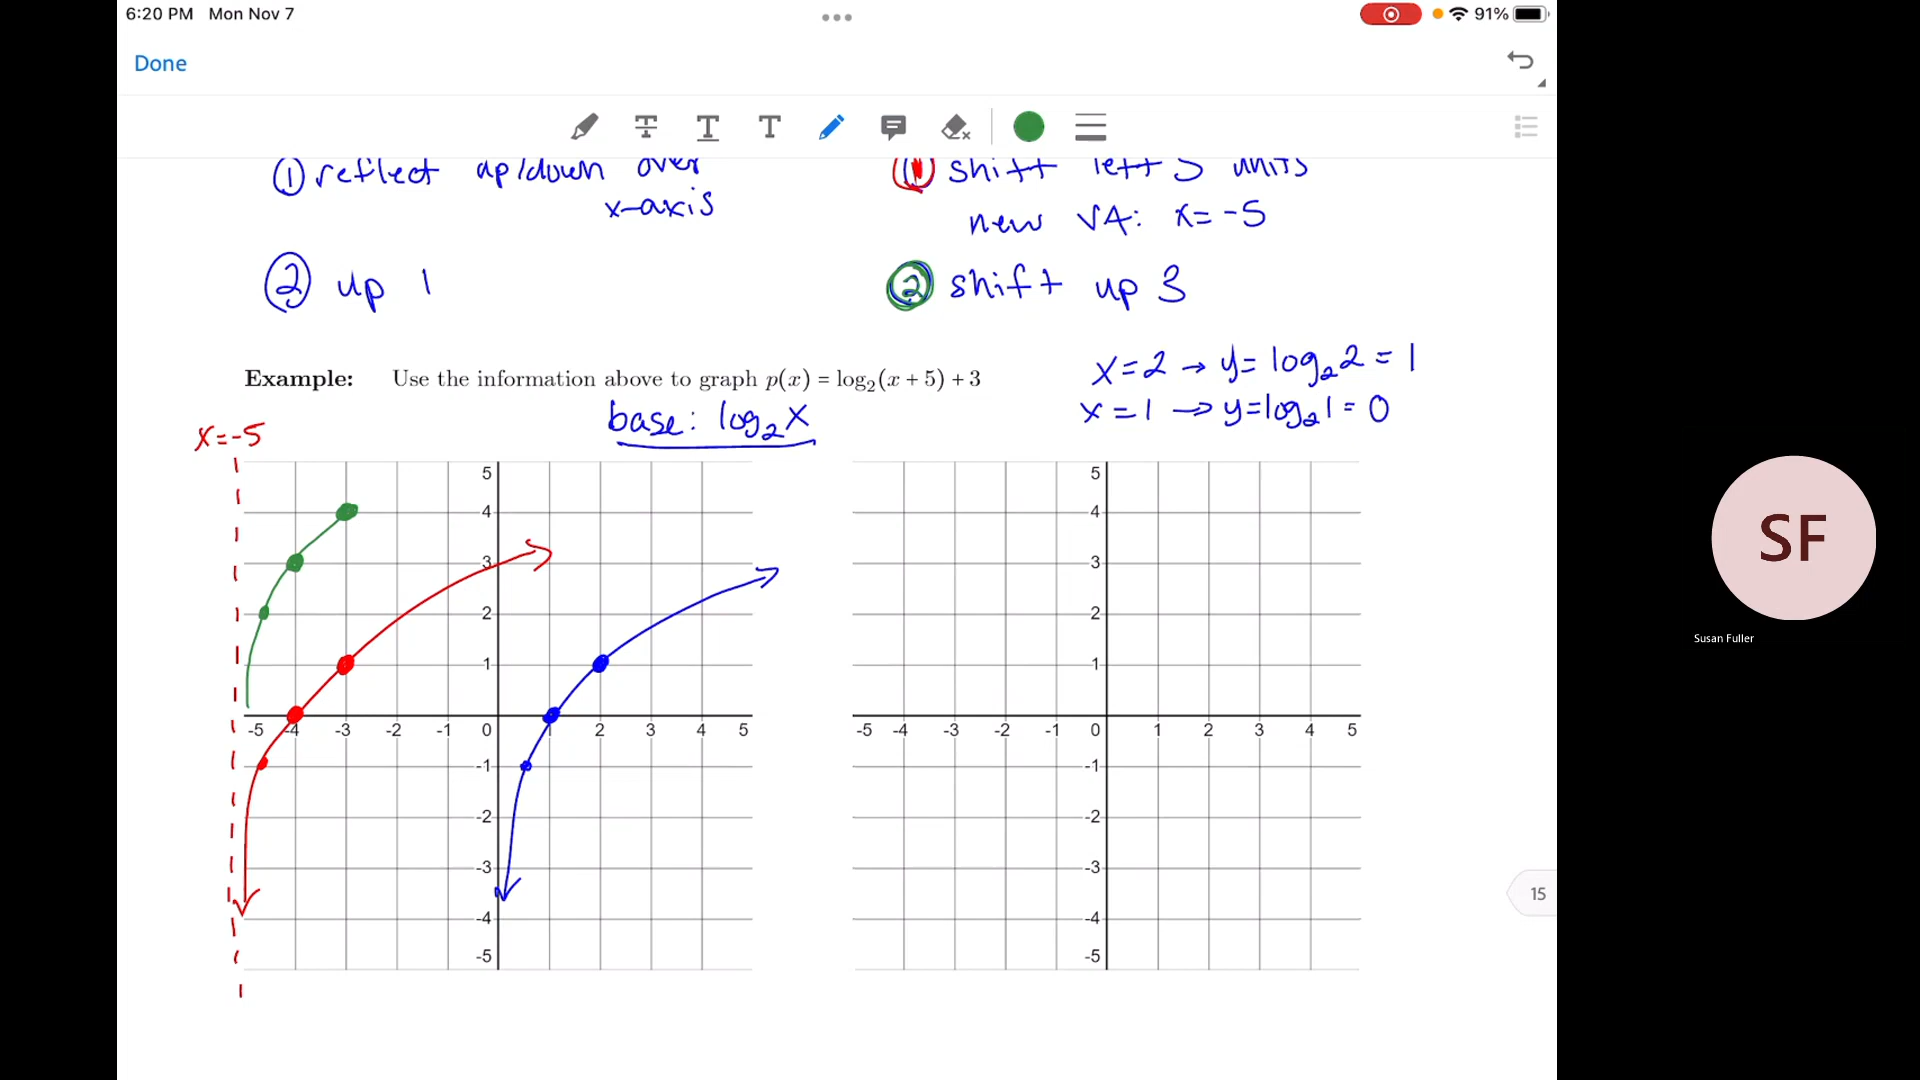 6:20 PM Mon Nov 7
91%
Done
① reflect up/down over
x-axis
② up 1
① shift left 5 units
new VA: x = -5
② shift up 3
Example: Use the information above to graph p(x) = log₂(x + 5) + 3
x = 2 → y = log₂2 = 1
x = 1 → y = log₂1 = 0
base: log₂x
x = -5
5
4
3
2
1
-5 -4 -3 -2 -1 0 2 3 4 5
-1
-2
-3
-4
-5
5
4
3
2
1
-5 -4 -3 -2 -1 0 1 2 3 4 5
-1
-2
-3
-4
-5
15
SF
Susan Fuller